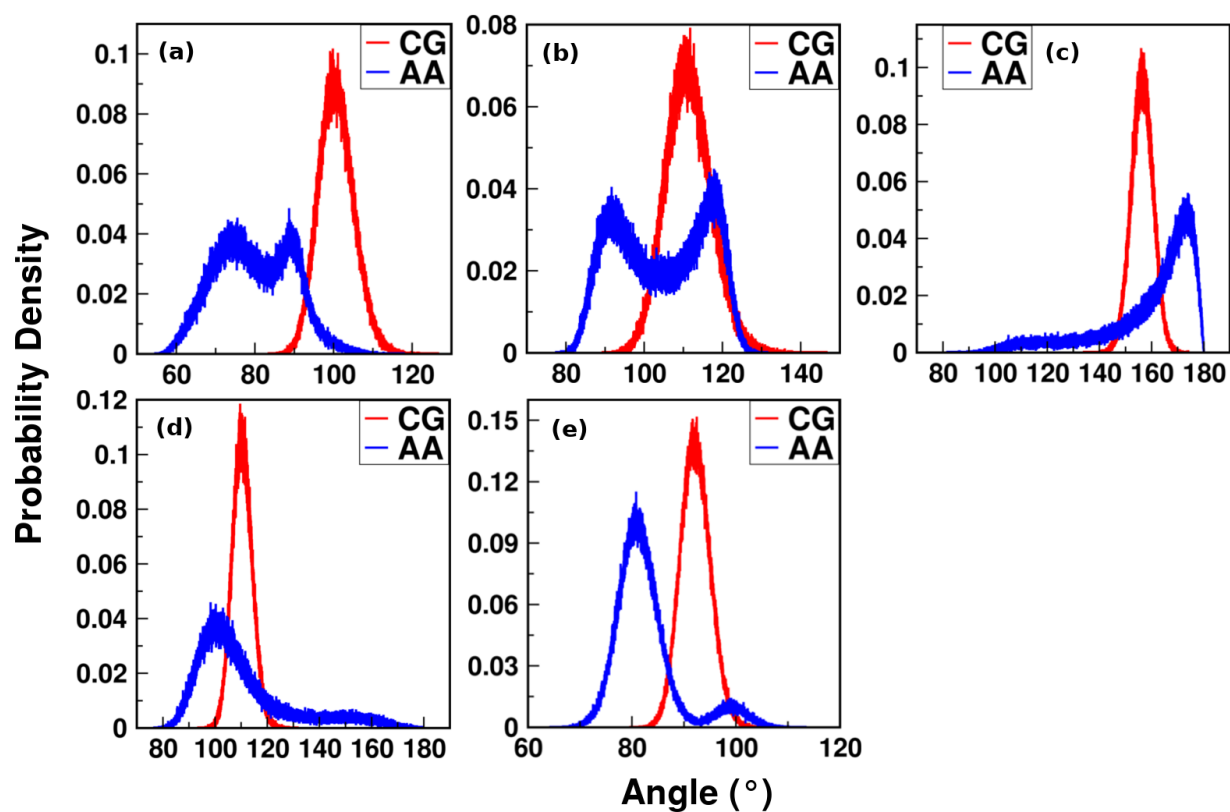 Probability Density
(a)
CG
AA
0.1
0.08
0.06
0.04
0.02
0
60 80 100 120
(b)
CG
AA
0.08
0.06
0.04
0.02
0
80 100 120 140
(c)
CG
AA
0.1
0.08
0.06
0.04
0.02
0
80 100 120 140 160 180
(d)
CG
AA
0.12
0.1
0.08
0.06
0.04
0.02
0
80 100 120 140 160 180
(e)
CG
AA
0.15
0.12
0.09
0.06
0.03
0
60 80 100 120
Angle (°)